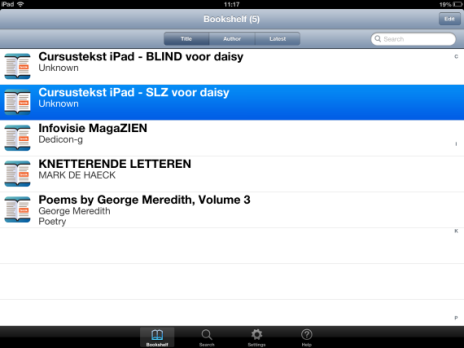 iPad 11:17 19%
Bookshelf (5) Edit
Title Author Latest Search
Cursustekst iPad - BLIND voor daisy
Unknown
C
Cursustekst iPad - SLZ voor daisy
Unknown
Infovisie MagaZIEN
Dedicon-g
I
KNETTERENDE LETTEREN
MARK DE HAECK
Poems by George Meredith, Volume 3
George Meredith
Poetry
K
P
Bookshelf Search Settings Help